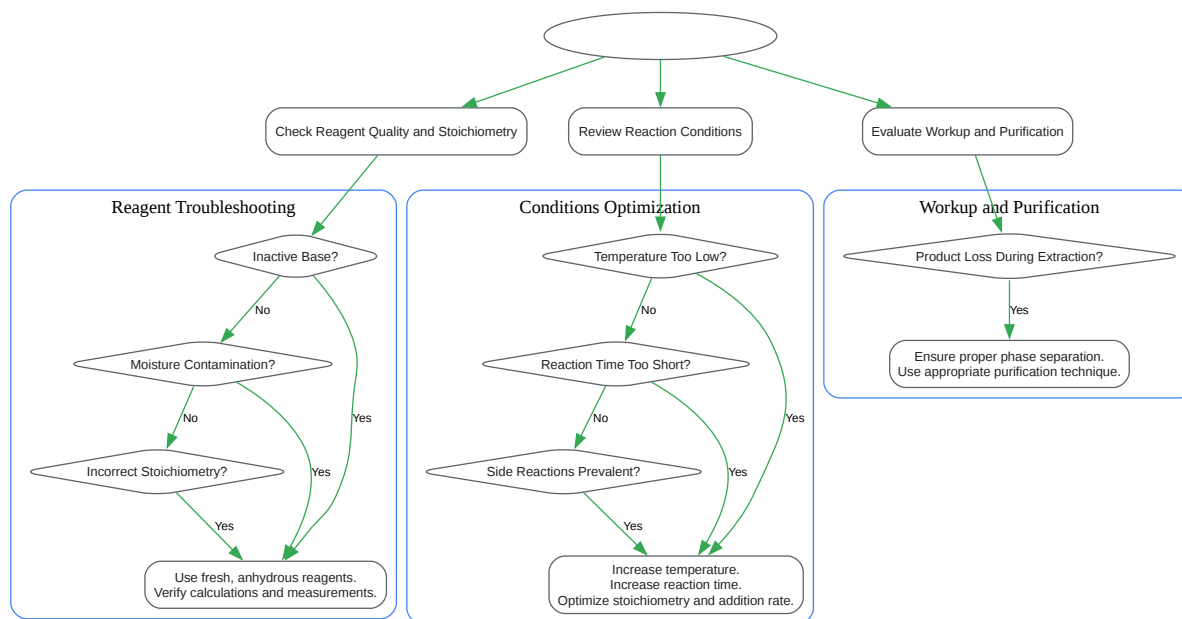 Check Reagent Quality and Stoichiometry
Review Reaction Conditions
Evaluate Workup and Purification
Reagent Troubleshooting
Inactive Base?
No
Moisture Contamination?
No
Yes
Incorrect Stoichiometry?
Yes
Yes
Use fresh, anhydrous reagents.
Verify calculations and measurements.
Conditions Optimization
Temperature Too Low?
No
Reaction Time Too Short?
No
Yes
Side Reactions Prevalent?
Yes
Yes
Increase temperature.
Increase reaction time.
Optimize stoichiometry and addition rate.
Workup and Purification
Product Loss During Extraction?
Yes
Ensure proper phase separation.
Use appropriate purification technique.